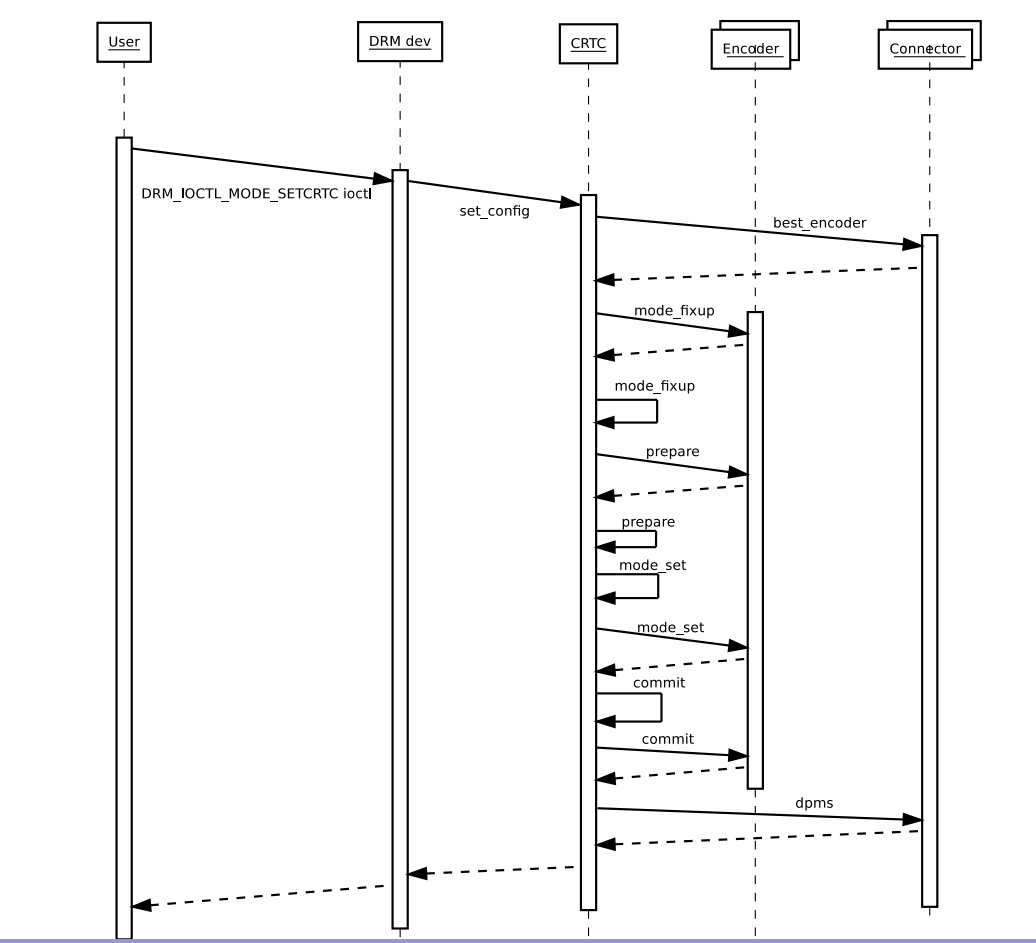 User
DRM dev
CRTC
Encoder
Connector
DRM_IOCTL_MODE_SETCRTC ioctl
set_config
best_encoder
mode_fixup
mode_fixup
prepare
prepare
mode_set
mode_set
commit
commit
dpms